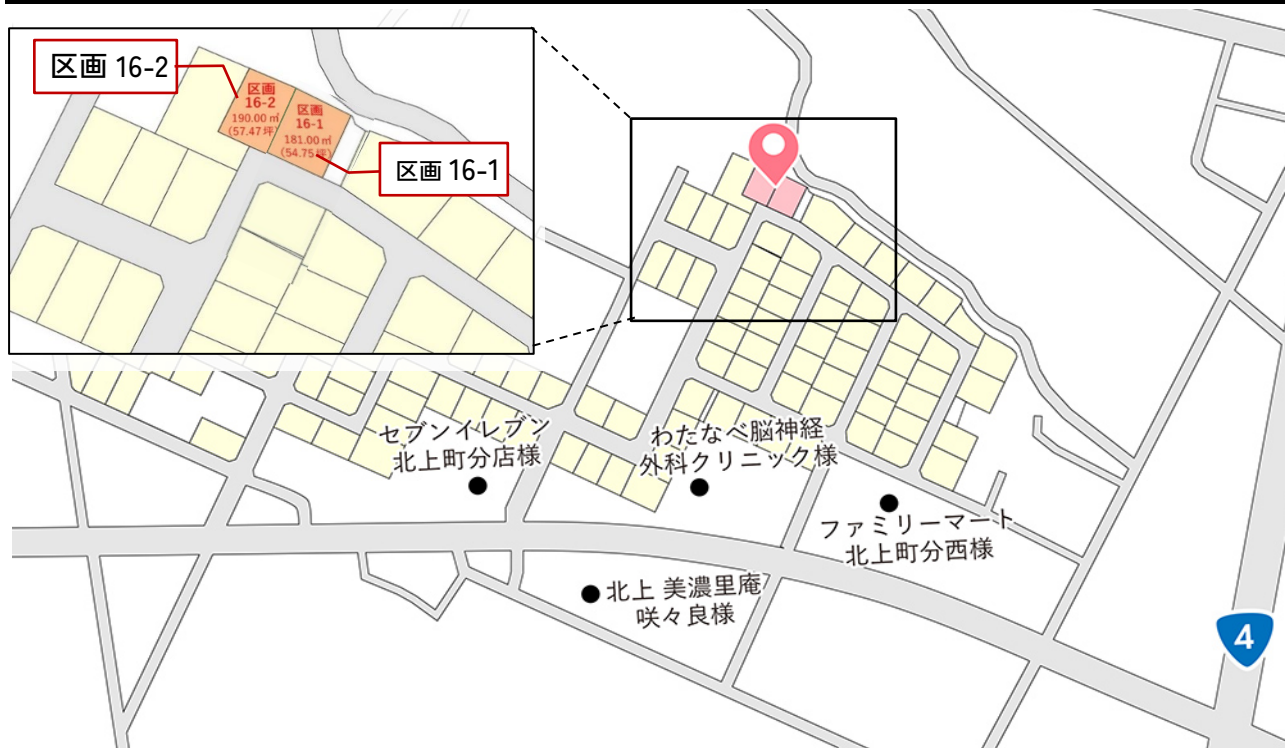 区画 16-2
区画
16-2
190.00㎡
(57.47坪)
区画
16-1
181.00㎡
(54.75坪)
区画 16-1
セブンイレブン
北上町分店様
わたなべ脳神経
外科クリニック様
ファミリーマート
北上町分西様
北上 美濃里庵
咲々良様
4